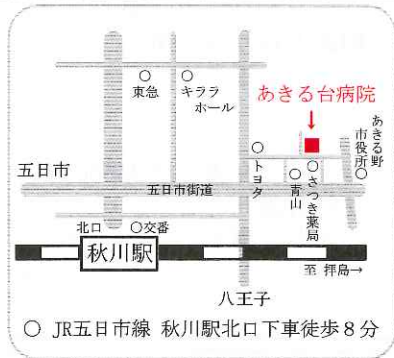 東急
キララ
ホール
あきる台病院
あきる野
市役所
トヨタ
青山
さつき薬局
五日市
五日市街道
北口
交番
秋川駅
至 拝島→
八王子
○ JR五日市線 秋川駅北口下車徒歩8分